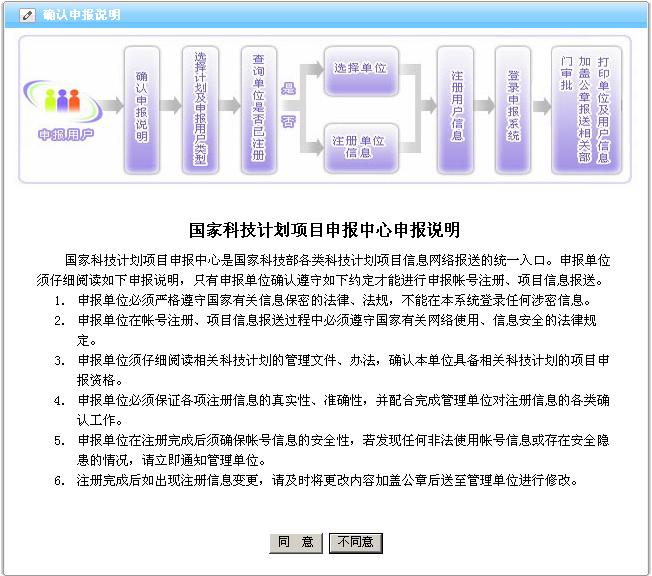 确认申报说明
申报用户
确认申报说明
选择计划及申报用户类型
查询单位是否已注册
是
否
选择单位
注册单位
信息
注册用户信息
登录申报系统
打印单位及用户信息
加盖公章报送相关部
门审批
国家科技计划项目申报中心申报说明
国家科技计划项目申报中心是国家科技部各类科技计划项目信息网络报送的统一入口。申报单位
须仔细阅读如下申报说明，只有申报单位确认遵守如下约定才能进行申报帐号注册、项目信息报送。
1. 申报单位必须严格遵守国家有关信息保密的法律、法规，不能在本系统登录任何涉密信息。
2. 申报单位在帐号注册、项目信息报送过程中必须遵守国家有关网络使用、信息安全的法律规
定。
3. 申报单位须仔细阅读相关科技计划的管理文件、办法，确认本单位具备相关科技计划的项目申
报资格。
4. 申报单位必须保证各项注册信息的真实性、准确性，并配合完成管理单位对注册信息的各类确
认工作。
5. 申报单位在注册完成后须确保帐号信息的安全性，若发现任何非法使用帐号信息或存在安全隐
患的情况，请立即通知管理单位。
6. 注册完成后如出现注册信息变更，请及时将更改内容加盖公章后送至管理单位进行修改。
同 意 不同意